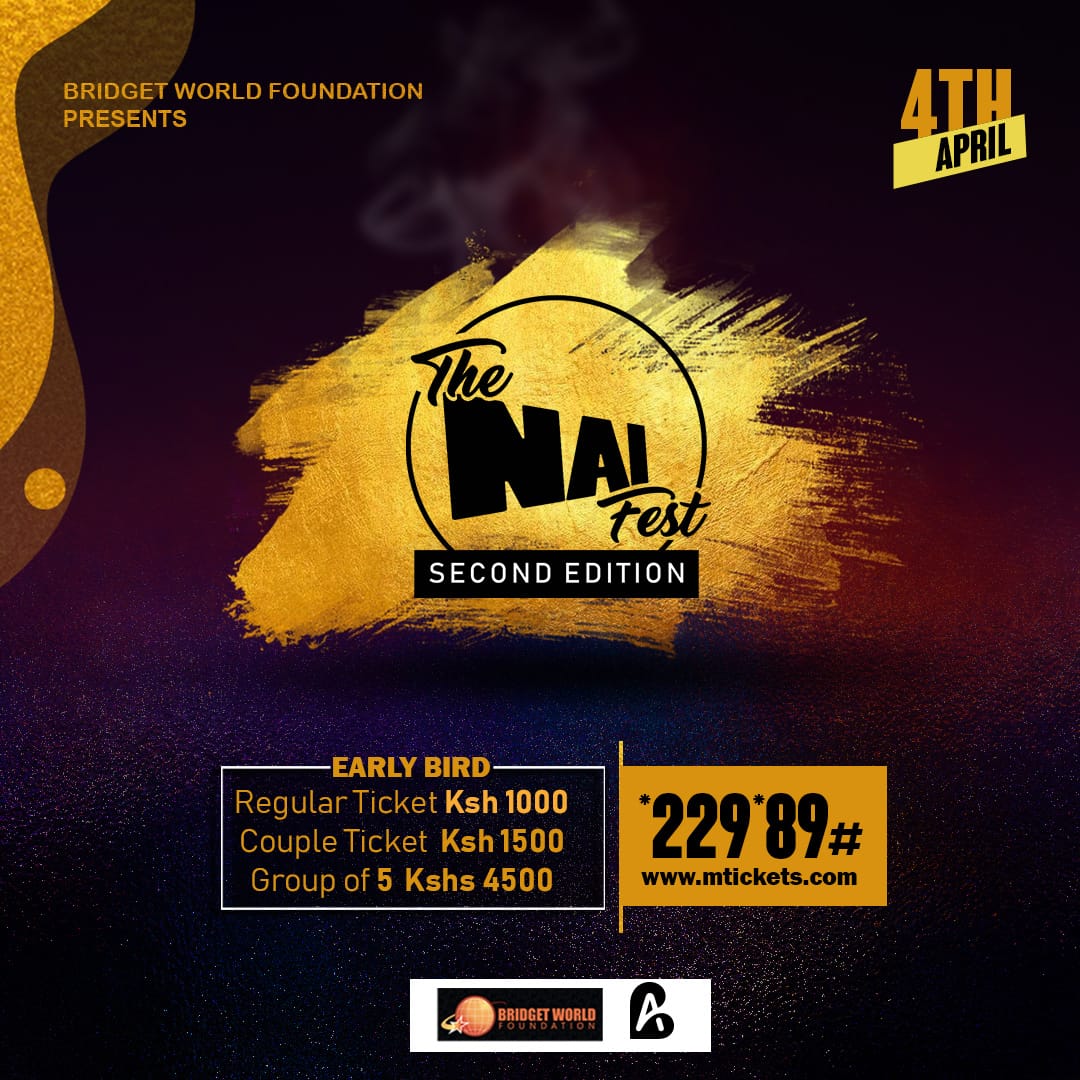 BRIDGET WORLD FOUNDATION
PRESENTS
4TH
APRIL
The
NAI
Fest
SECOND EDITION
EARLY BIRD
Regular Ticket Ksh 1000
Couple Ticket Ksh 1500
Group of 5 Kshs 4500
*229*89#
www.mtickets.com
BRIDGET WORLD
FOUNDATION